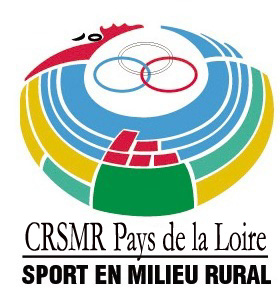 CRSMR Pays de la Loire
SPORT EN MILIEU RURAL